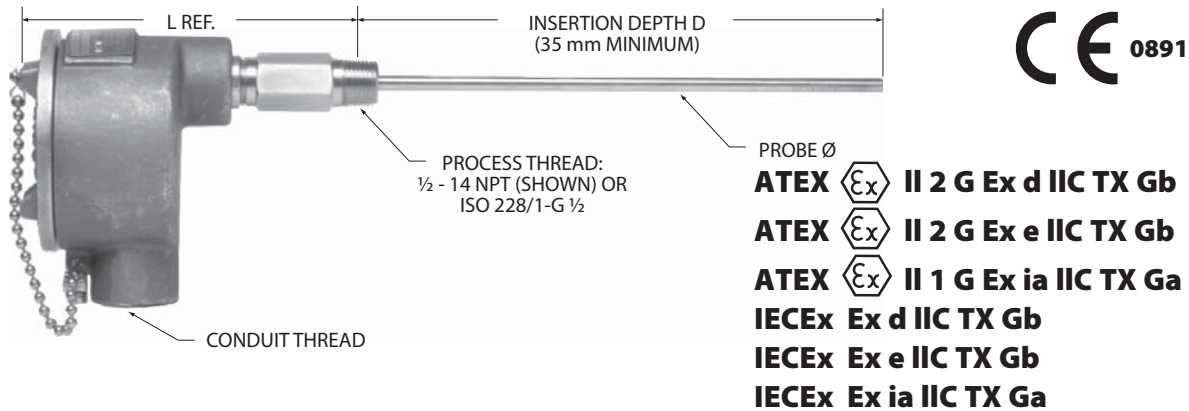 L REF.
INSERTION DEPTH D
(35 mm MINIMUM)
CE 0891
PROCESS THREAD:
½ - 14 NPT (SHOWN) OR
ISO 228/1-G ½
PROBE Ø
CONDUIT THREAD
ATEX Ex II 2 G Ex d IIC TX Gb
ATEX Ex II 2 G Ex e IIC TX Gb
ATEX Ex II 1 G Ex ia IIC TX Ga
IECEx Ex d IIC TX Gb
IECEx Ex e IIC TX Gb
IECEx Ex ia IIC TX Ga